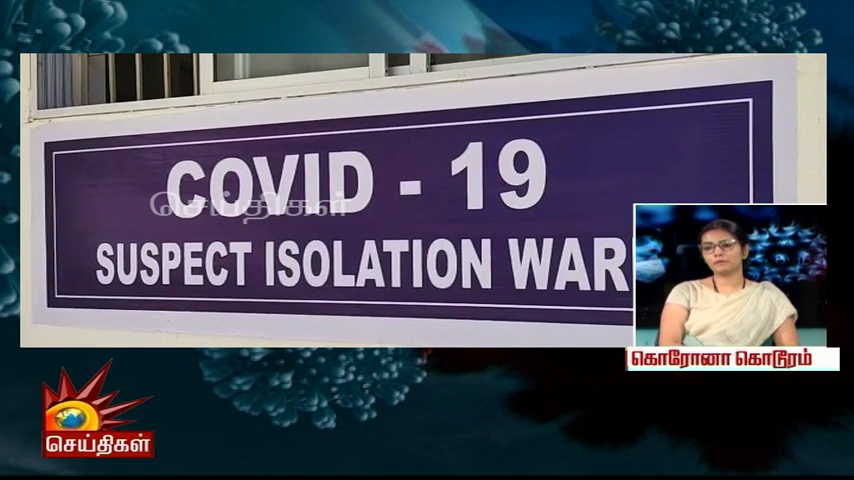 COVID - 19
செய்திகள்
SUSPECT ISOLATION WAR
கொரோனா கொடூரம்
செய்திகள்